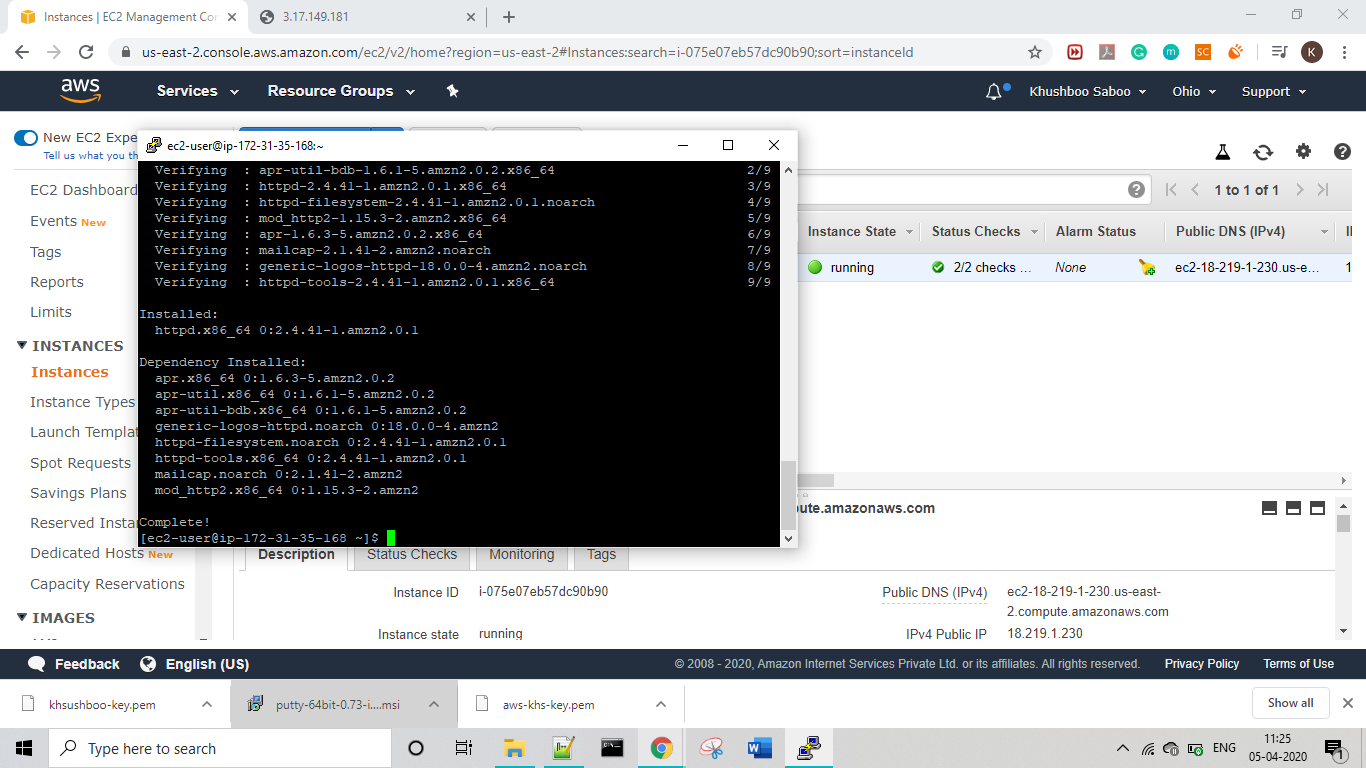 Instances | EC2 Management Con
3.17.149.181
us-east-2.console.aws.amazon.com/ec2/v2/home?region=us-east-2#Instances:search=i-075e07eb57dc90b90;sort=instanceId
K
aws
Services
Resource Groups
Khushboo Saboo
Ohio
Support
New EC2 Expe
Tell us what you th
EC2 Dashboard
Events New
Tags
Reports
Limits
INSTANCES
Instances
Instance Types
Launch Templat
Spot Requests
Savings Plans
Reserved Insta
Dedicated Hosts New
Capacity Reservations
IMAGES
ec2-user@ip-172-31-35-168:~
Verifying : apr-util-bdb-1.6.1-5.amzn2.0.2.x86_64 2/9
Verifying : httpd-2.4.41-1.amzn2.0.1.x86_64 3/9
Verifying : httpd-filesystem-2.4.41-1.amzn2.0.1.noarch 4/9
Verifying : mod_http2-1.15.3-2.amzn2.x86_64 5/9
Verifying : apr-1.6.3-5.amzn2.0.2.x86_64 6/9
Verifying : mailcap-2.1.41-2.amzn2.noarch 7/9
Verifying : generic-logos-httpd-18.0.0-4.amzn2.noarch 8/9
Verifying : httpd-tools-2.4.41-1.amzn2.0.1.x86_64 9/9
Installed:
httpd.x86_64 0:2.4.41-1.amzn2.0.1
Dependency Installed:
apr.x86_64 0:1.6.3-5.amzn2.0.2
apr-util.x86_64 0:1.6.1-5.amzn2.0.2
apr-util-bdb.x86_64 0:1.6.1-5.amzn2.0.2
generic-logos-httpd.noarch 0:18.0.0-4.amzn2
httpd-filesystem.noarch 0:2.4.41-1.amzn2.0.1
httpd-tools.x86_64 0:2.4.41-1.amzn2.0.1
mailcap.noarch 0:2.1.41-2.amzn2
mod_http2.x86_64 0:1.15.3-2.amzn2
Complete!
[ec2-user@ip-172-31-35-168 ~]$
1 to 1 of 1
Instance State Status Checks Alarm Status Public DNS (IPv4)
running 2/2 checks ... None ec2-18-219-1-230.us-e... 1
ute.amazonaws.com
Description Status Checks Monitoring Tags
Instance ID i-075e07eb57dc90b90 Public DNS (IPv4) ec2-18-219-1-230.us-east-
2.compute.amazonaws.com
Instance state running IPv4 Public IP 18.219.1.230
Feedback
English (US)
© 2008 - 2020, Amazon Internet Services Private Ltd. or its affiliates. All rights reserved.
Privacy Policy
Terms of Use
khsushboo-key.pem
putty-64bit-0.73-i....msi
aws-khs-key.pem
Show all
Type here to search
ENG
11:25
05-04-2020
1